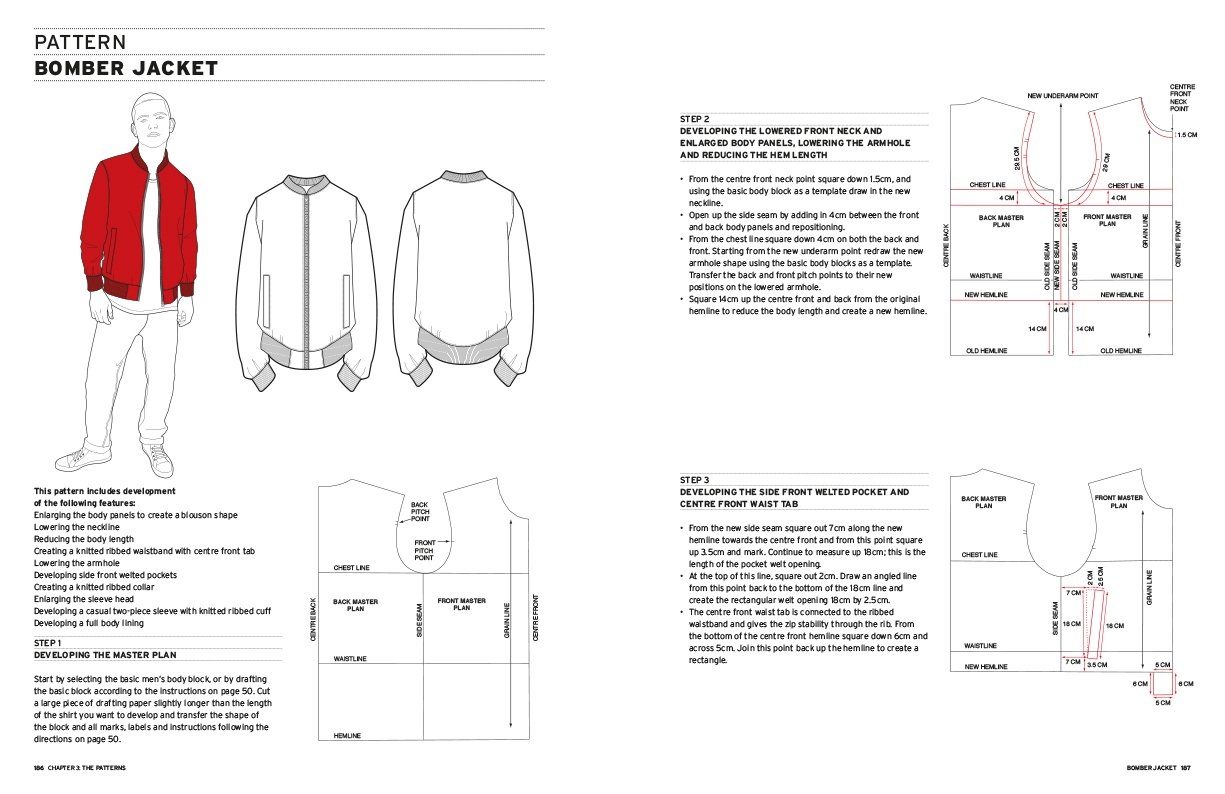 PATTERN
BOMBER JACKET
This pattern includes development
of the following features:
Enlarging the body panels to create a blouson shape
Lowering the neckline
Reducing the body length
Creating a knitted ribbed waistband with centre front tab
Lowering the armhole
Developing side front welted pockets
Creating a knitted ribbed collar
Enlarging the sleeve head
Developing a casual two-piece sleeve with knitted ribbed cuff
Developing a full body lining
STEP 1
DEVELOPING THE MASTER PLAN
Start by selecting the basic men's body block, or by drafting
the basic block according to the instructions on page 50. Cut
a large piece of drafting paper slightly longer than the length
of the shirt you want to develop and transfer the shape of
the block and all marks, labels and instructions following the
directions on page 50.
BACK
PITCH
POINT
FRONT
PITCH
POINT
CHEST LINE
BACK MASTER
PLAN
FRONT MASTER
PLAN
CENTRE BACK
SIDE SEAM
GRAIN LINE
CENTRE FRONT
WAISTLINE
HEMLINE
186 CHAPTER 3: THE PATTERNS
STEP 2
DEVELOPING THE LOWERED FRONT NECK AND
ENLARGED BODY PANELS, LOWERING THE ARMHOLE
AND REDUCING THE HEM LENGTH
• From the centre front neck point square down 1.5cm, and
using the basic body block as a template draw in the new
neckline.
• Open up the side seam by adding in 4cm between the front
and back body panels and repositioning.
• From the chest line square down 4cm on both the back and
front. Starting from the new underarm point redraw the new
armhole shape using the basic body blocks as a template.
Transfer the back and front pitch points to their new
positions on the lowered armhole.
• Square 14cm up the centre front and back from the original
hemline to reduce the body length and create a new hemline.
CENTRE
FRONT
NECK
POINT
NEW UNDERARM POINT
1.5 CM
29.5 CM
29 CM
CHEST LINE
CHEST LINE
4 CM
4 CM
2 CM
2 CM
BACK MASTER
PLAN
FRONT MASTER
PLAN
CENTRE BACK
OLD SIDE SEAM
NEW SIDE SEAM
OLD SIDE SEAM
GRAIN LINE
CENTRE FRONT
WAISTLINE
WAISTLINE
NEW HEMLINE
NEW HEMLINE
4 CM
14 CM
14 CM
OLD HEMLINE
OLD HEMLINE
STEP 3
DEVELOPING THE SIDE FRONT WELTED POCKET AND
CENTRE FRONT WAIST TAB
• From the new side seam square out 7cm along the new
hemline towards the centre front and from this point square
up 3.5cm and mark. Continue to measure up 18cm; this is the
length of the pocket welt opening.
• At the top of this line, square out 2cm. Draw an angled line
from this point back to the bottom of the 18cm line and
create the rectangular welt opening 18cm by 2.5cm.
• The centre front waist tab is connected to the ribbed
waistband and gives the zip stability through the rib. From
the bottom of the centre front hemline square down 6cm and
across 5cm. Join this point back up the hemline to create a
rectangle.
BACK MASTER
PLAN
FRONT MASTER
PLAN
CHEST LINE
2 CM
2.5 CM
7 CM
SIDE SEAM
GRAIN LINE
18 CM
18 CM
WAISTLINE
NEW HEMLINE
7 CM
3.5 CM
5 CM
6 CM
6 CM
5 CM
BOMBER JACKET 187